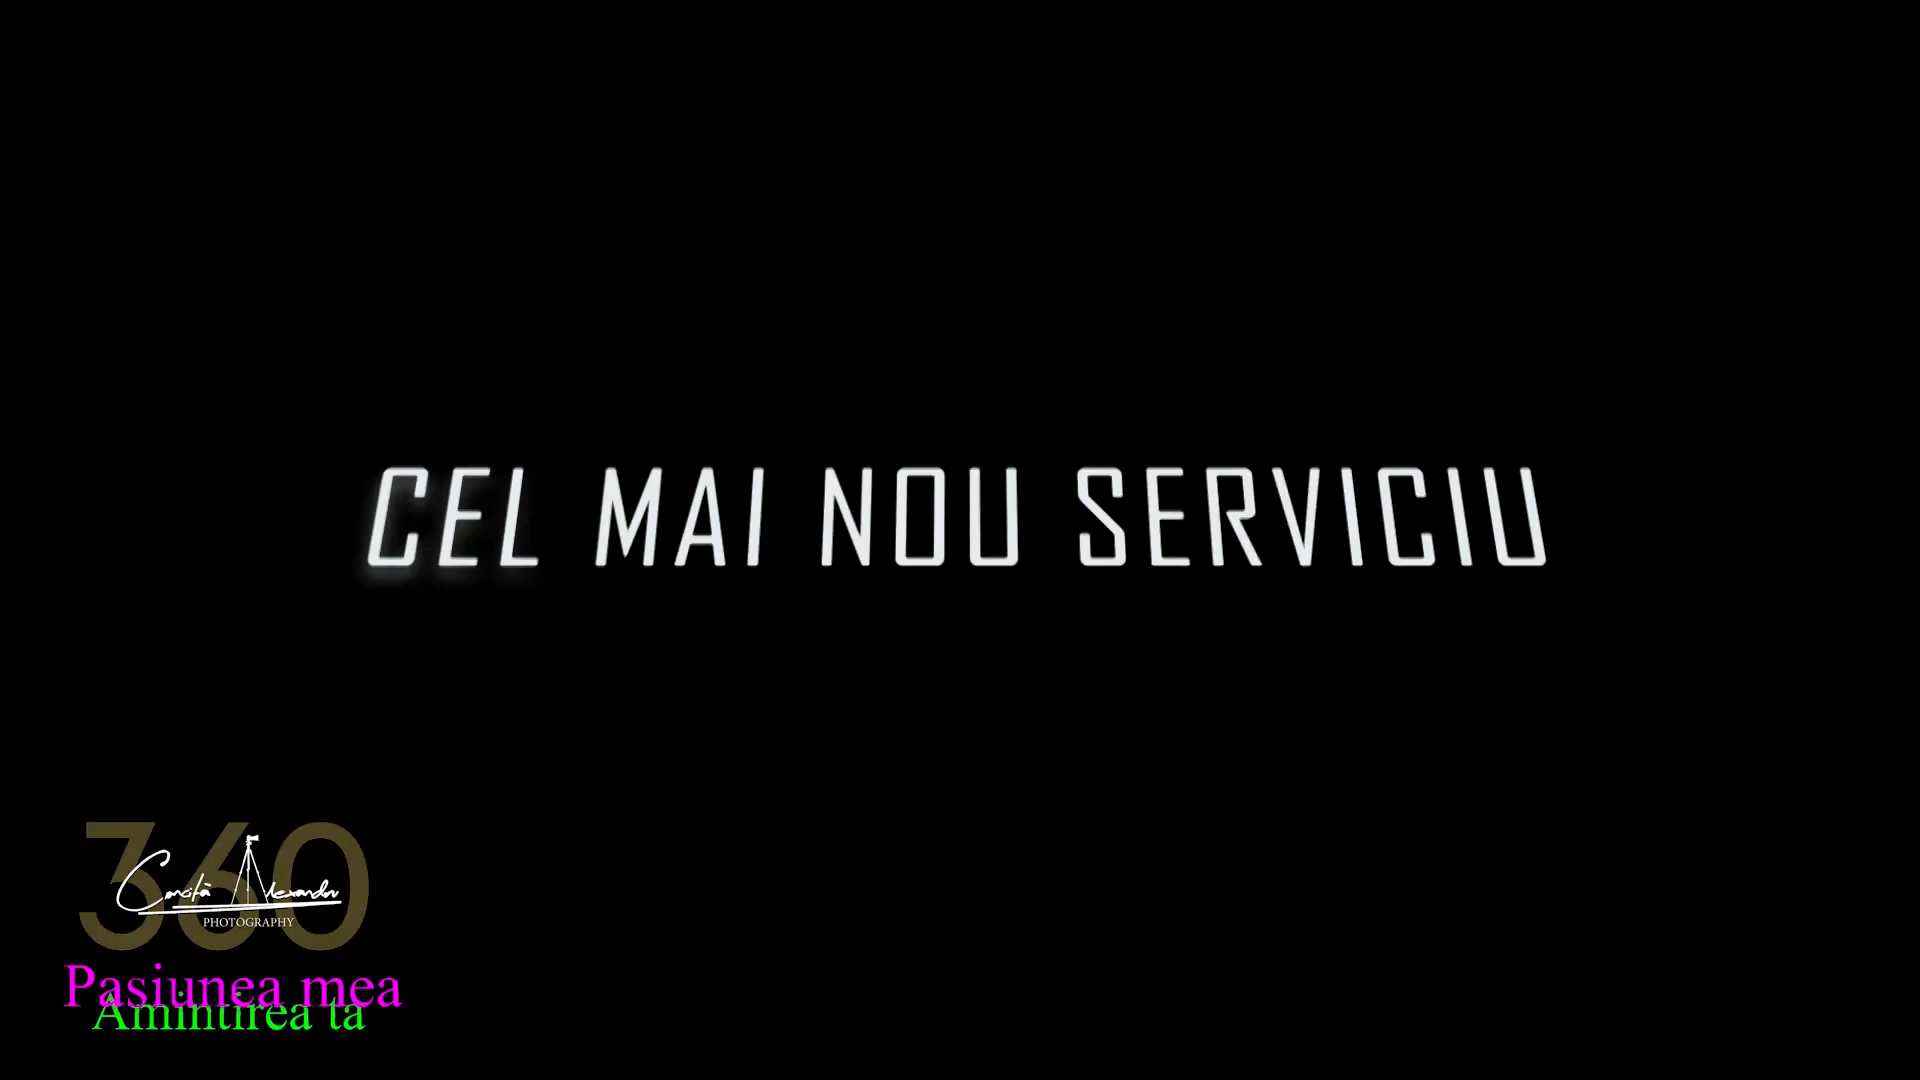 CEL MAI NOU SERVICIU
360
PHOTOGRAPHY
Pasiunea mea
Amintirea ta